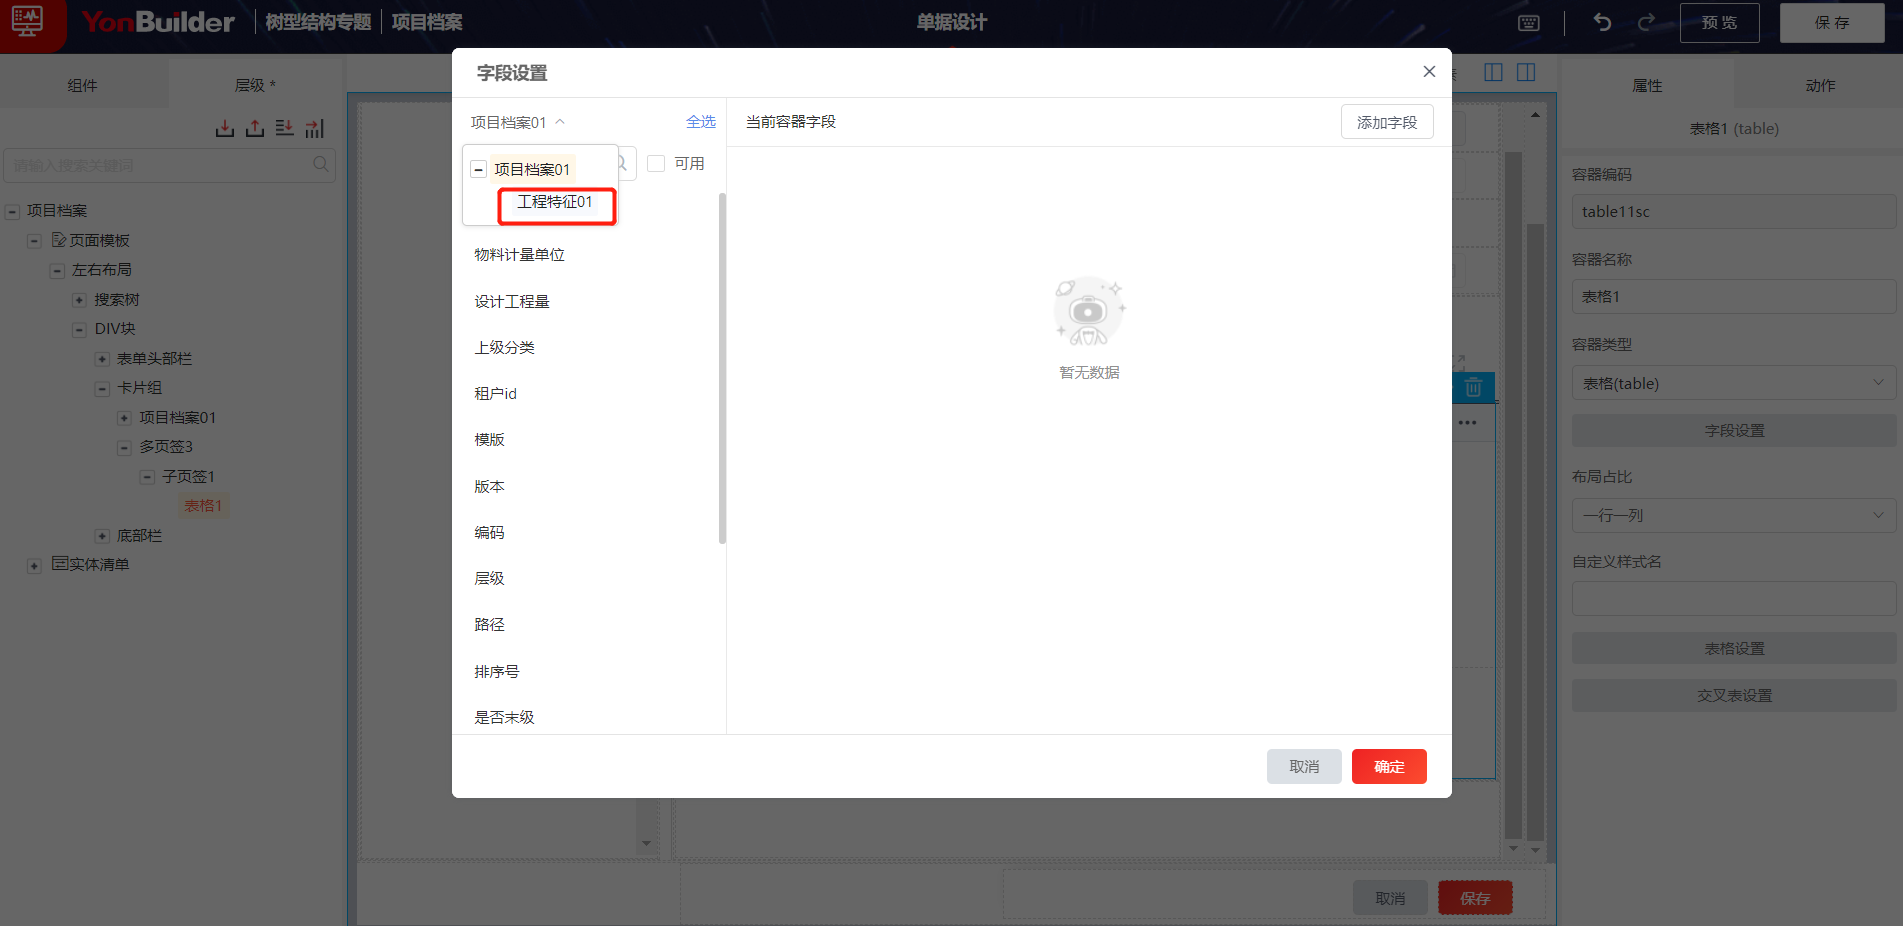 YonBuilder 树型结构专题 项目档案
单据设计
预 览
保 存
组件
层级 *
请输入搜索关键词
项目档案
页面模板
左右布局
搜索树
DIV块
表单头部栏
卡片组
项目档案01
多页签3
子页签1
表格1
底部栏
实体清单
字段设置
项目档案01
全选
项目档案01
工程特征01
可用
物料计量单位
设计工程量
上级分类
租户id
模版
版本
编码
层级
路径
排序号
是否末级
当前容器字段
添加字段
暂无数据
取消
确定
取消
保存
属性
动作
表格1 (table)
容器编码
table11sc
容器名称
表格1
容器类型
表格(table)
字段设置
布局占比
一行一列
自定义样式名
表格设置
交叉表设置